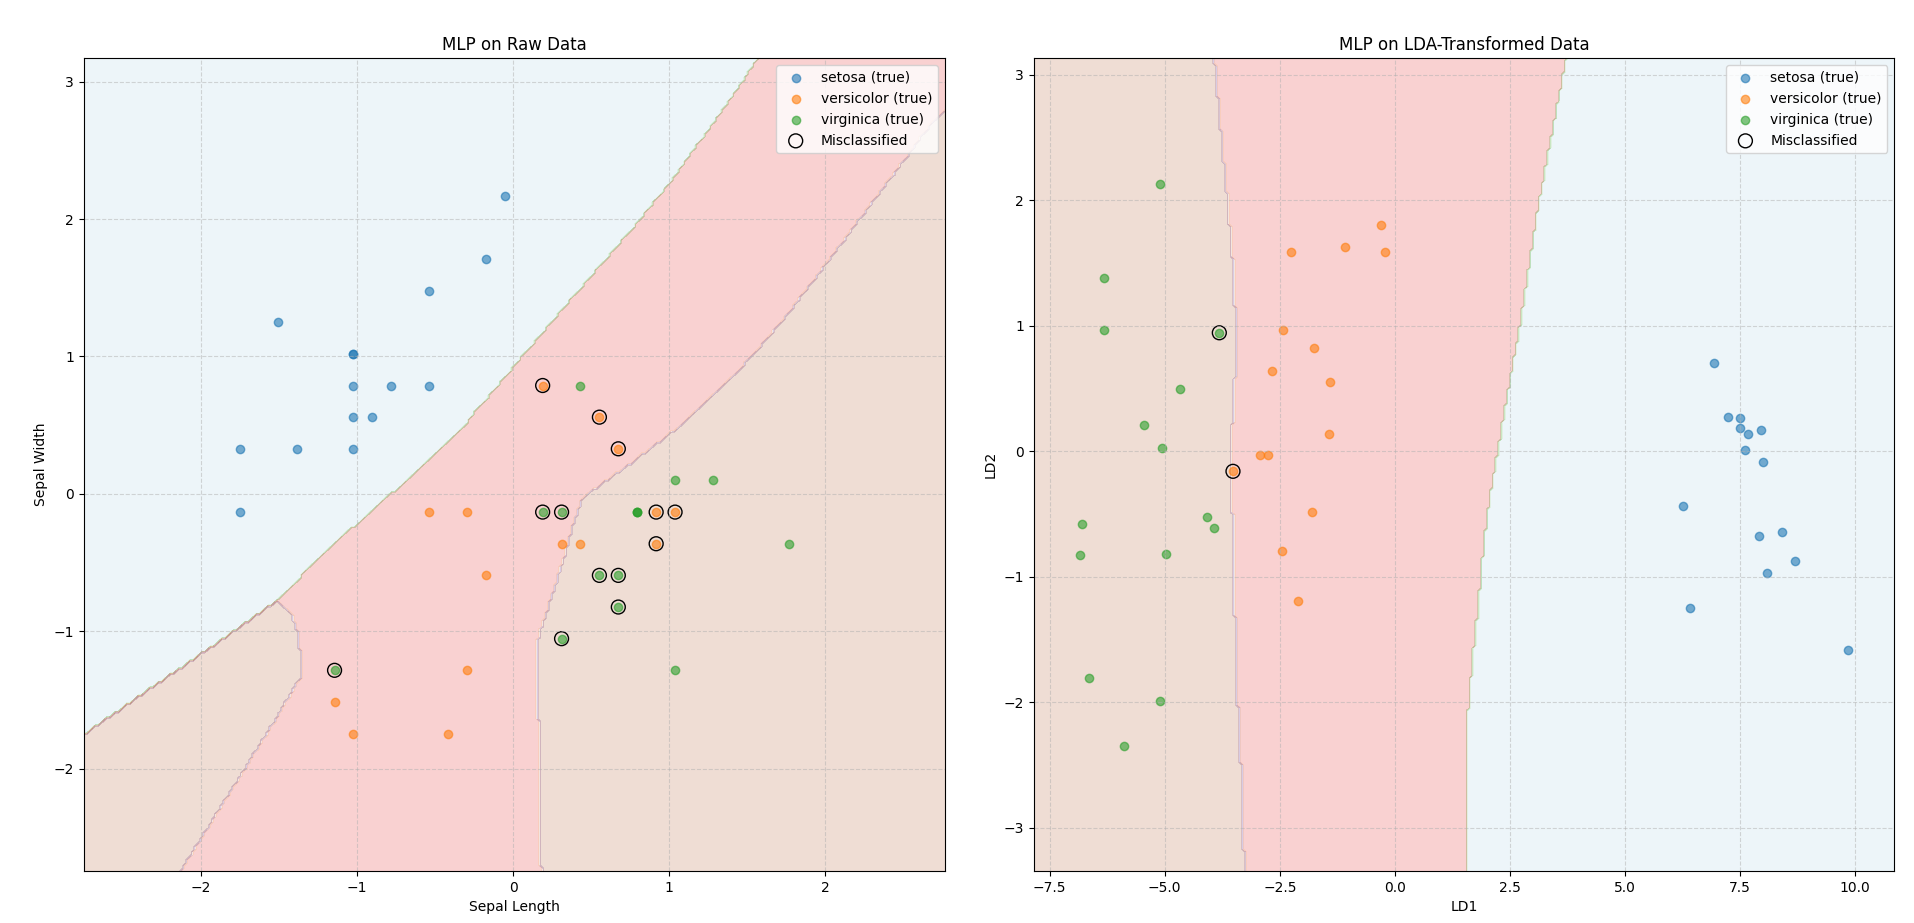 MLP on Raw Data
3
2
1
0
−1
−2
Sepal Width
−2
−1
0
1
2
Sepal Length
setosa (true)
versicolor (true)
virginica (true)
Misclassified
MLP on LDA-Transformed Data
3
2
1
0
−1
−2
−3
LD2
−7.5
−5.0
−2.5
0.0
2.5
5.0
7.5
10.0
LD1
setosa (true)
versicolor (true)
virginica (true)
Misclassified